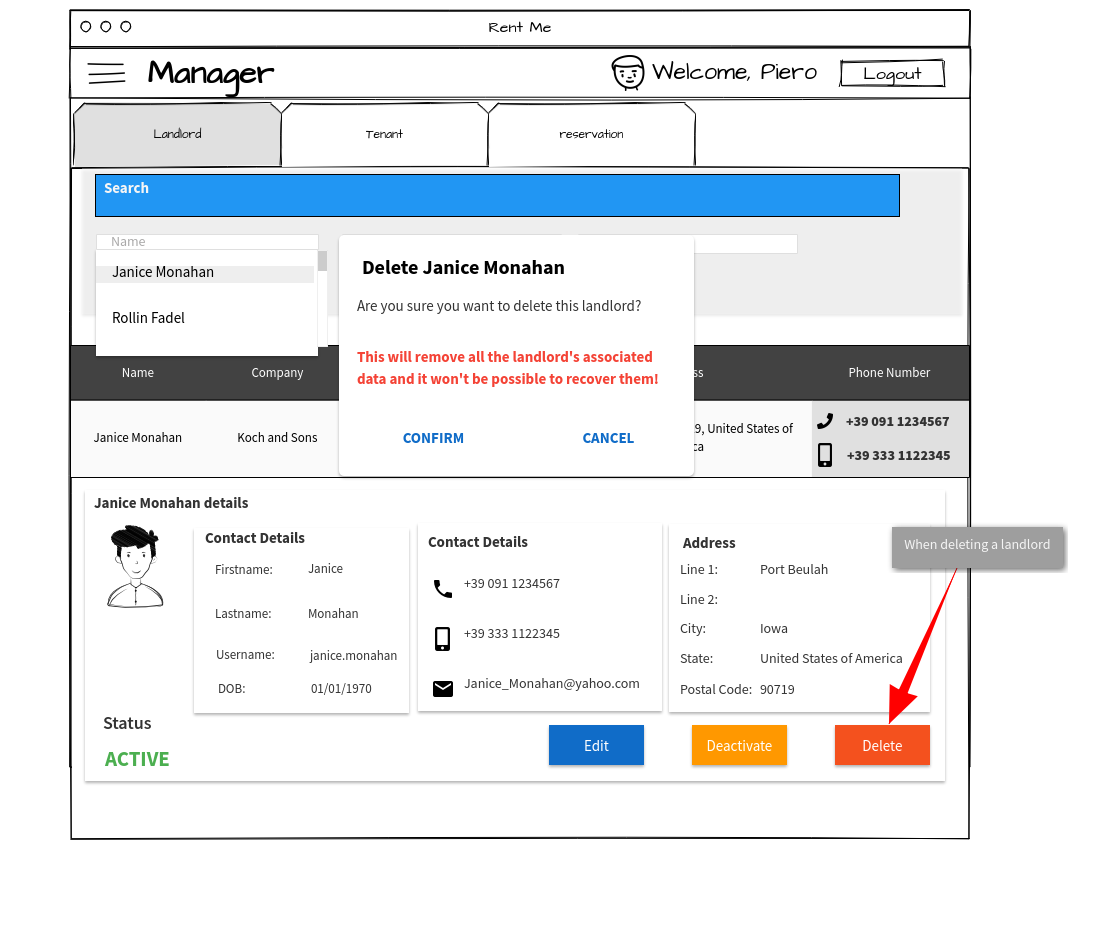 Rent Me
Manager
Welcome, Piero
Logout
Landlord
Tenant
reservation
Search
Name
Janice Monahan
Rollin Fadel
Delete Janice Monahan
Are you sure you want to delete this landlord?
This will remove all the landlord's associated
data and it won't be possible to recover them!
CONFIRM
CANCEL
Name
Company
ss
Phone Number
Janice Monahan
Koch and Sons
9, United States of
ca
+39 091 1234567
+39 333 1122345
Janice Monahan details
Contact Details
Firstname:
Janice
Lastname:
Monahan
Username:
janice.monahan
DOB:
01/01/1970
Contact Details
+39 091 1234567
+39 333 1122345
Janice_Monahan@yahoo.com
Address
Line 1:
Port Beulah
Line 2:
City:
Iowa
State:
United States of America
Postal Code:
90719
When deleting a landlord
Status
ACTIVE
Edit
Deactivate
Delete